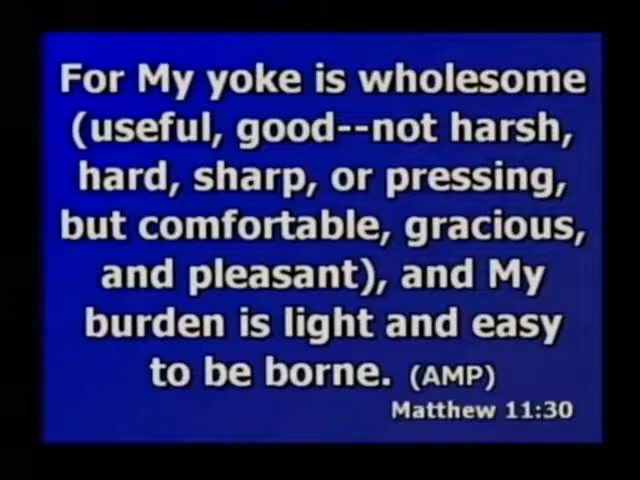 For My yoke is wholesome
(useful, good--not harsh,
hard, sharp, or pressing,
but comfortable, gracious,
and pleasant), and My
burden is light and easy
to be borne. (AMP)
Matthew 11:30